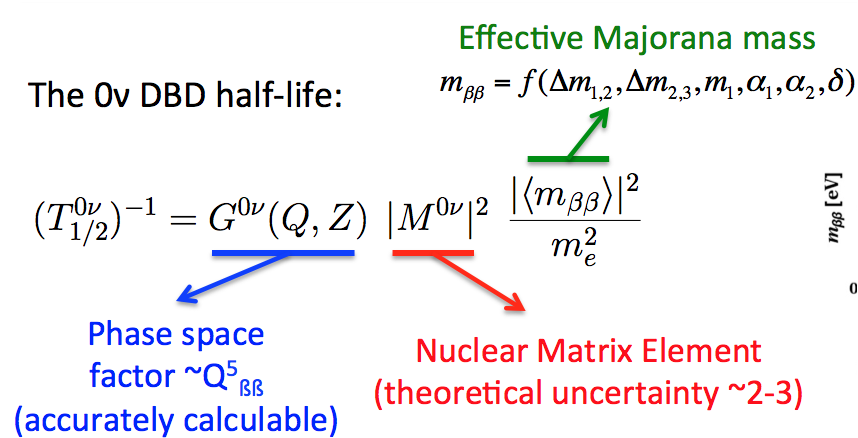 Effective Majorana mass
m_ββ = f(Δm_1,2,Δm_2,3,m_1,α_1,α_2,δ)
The 0ν DBD half-life:
(T^0ν_1/2)^−1 = G^0ν(Q, Z) |M^0ν|^2 |⟨m_ββ⟩|^2 / m_e^2
m_ββ [eV]
0
Phase space
factor ~Q^5_ßß
(accurately calculable)
Nuclear Matrix Element
(theoretical uncertainty ~2-3)